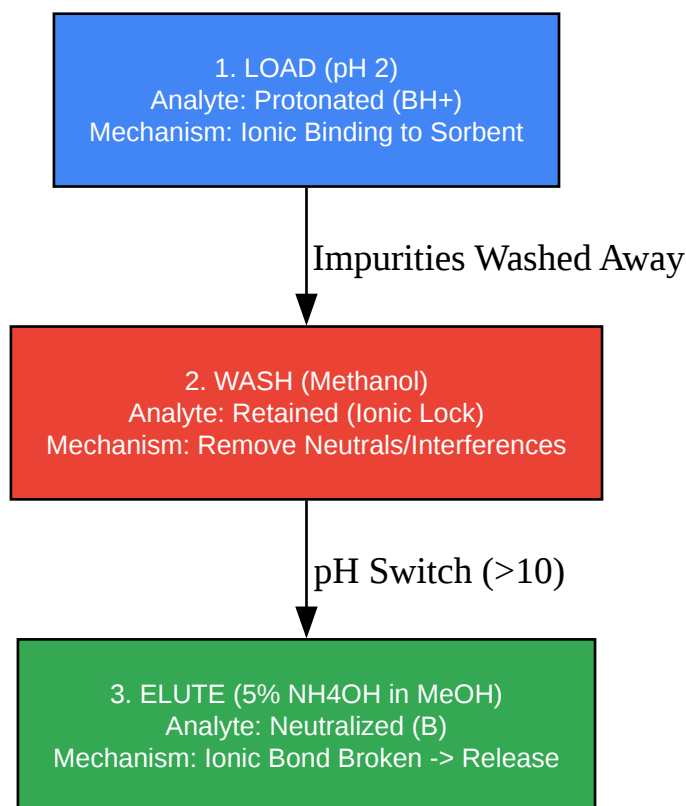 1. LOAD (pH 2)
Analyte: Protonated (BH+)
Mechanism: Ionic Binding to Sorbent
Impurities Washed Away
2. WASH (Methanol)
Analyte: Retained (Ionic Lock)
Mechanism: Remove Neutrals/Interferences
pH Switch (>10)
3. ELUTE (5% NH4OH in MeOH)
Analyte: Neutralized (B)
Mechanism: Ionic Bond Broken -> Release